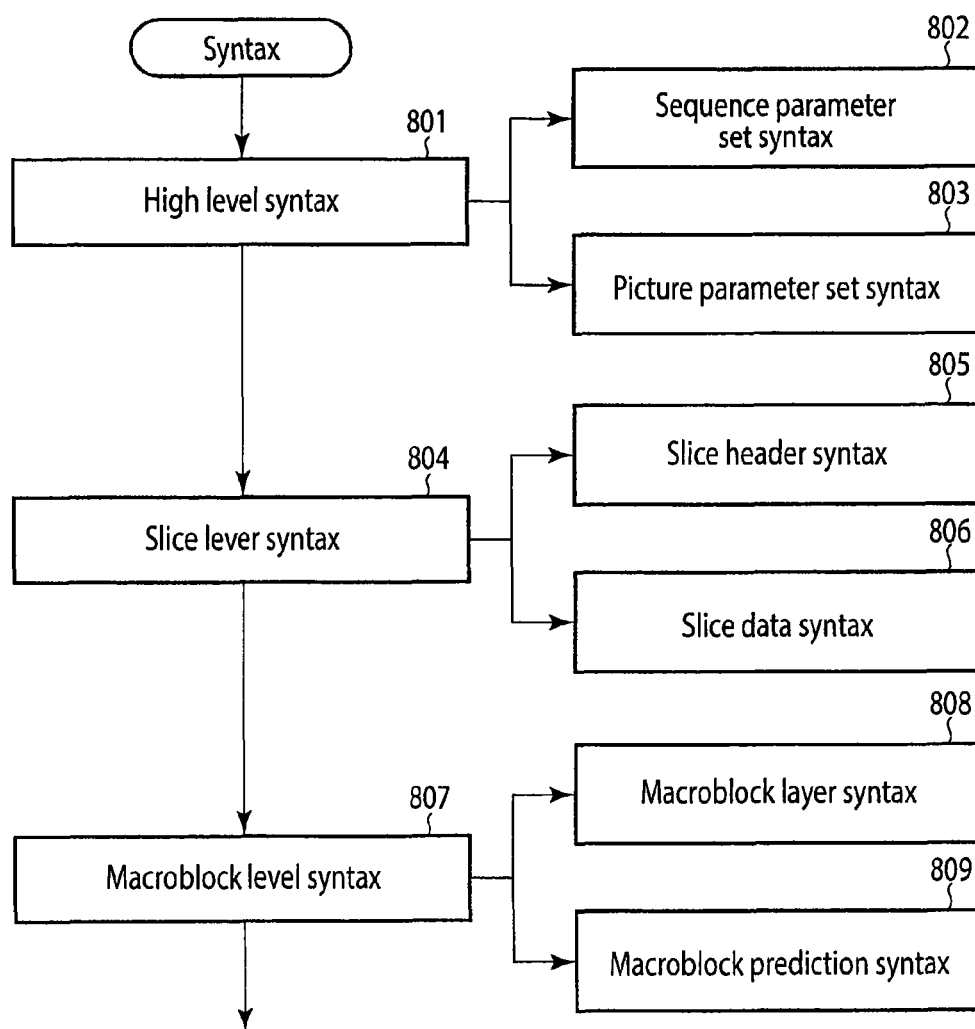 Syntax
801
High level syntax
802
Sequence parameter
set syntax
803
Picture parameter set syntax
804
Slice lever syntax
805
Slice header syntax
806
Slice data syntax
807
Macroblock level syntax
808
Macroblock layer syntax
809
Macroblock prediction syntax